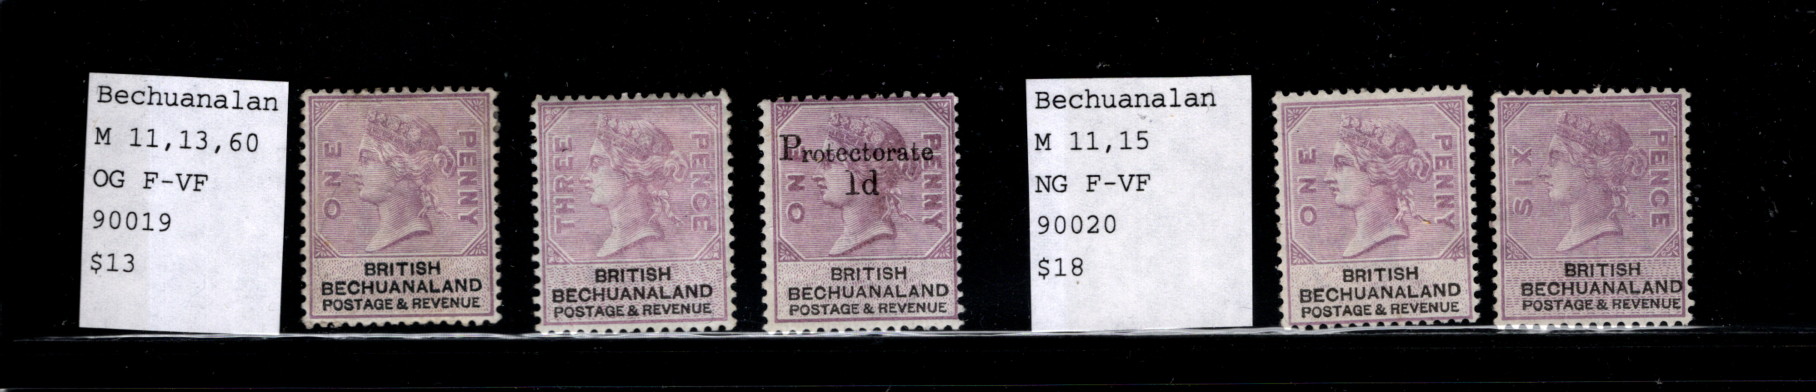 Bechuanalan
M 11,13,60
OG F-VF
90019
$13
ONE PENNY
BRITISH
BECHUANALAND
POSTAGE & REVENUE
THREE PENCE
BRITISH
BECHUANALAND
POSTAGE & REVENUE
ONE PENNY
Protectorate
1d
BRITISH
BECHUANALAND
POSTAGE & REVENUE
Bechuanalan
M 11,15
NG F-VF
90020
$18
ONE PENNY
BRITISH
BECHUANALAND
POSTAGE & REVENUE
SIX PENCE
BRITISH
BECHUANALAND
POSTAGE & REVENUE